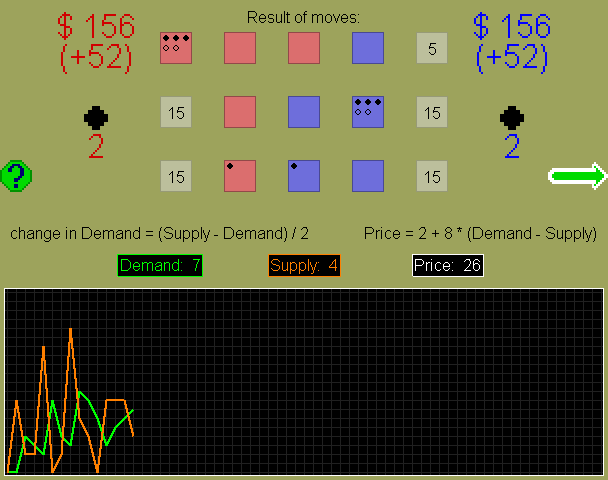 Result of moves:
$ 156
(+52)
$ 156
(+52)
5
15
2
2
15
15
?
change in Demand = (Supply - Demand) / 2
Price = 2 + 8 * (Demand - Supply)
Demand: 7
Supply: 4
Price: 26